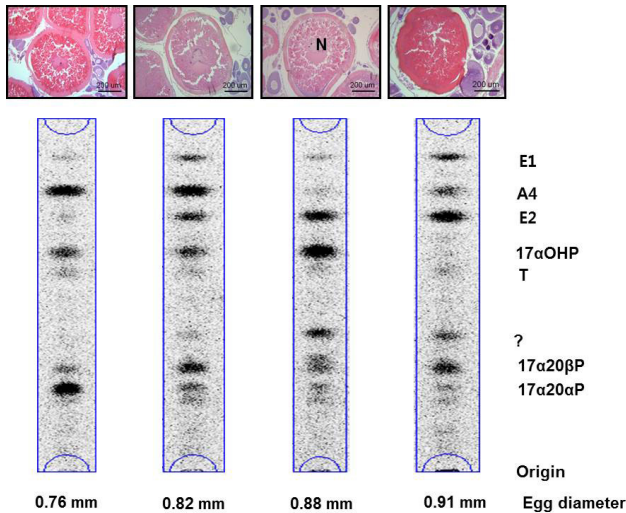 200 um
200 um
N
200 um
200 um
E1
A4
E2
17αOHP
T
?
17α20βP
17α20αP
Origin
0.76 mm 0.82 mm 0.88 mm 0.91 mm Egg diameter